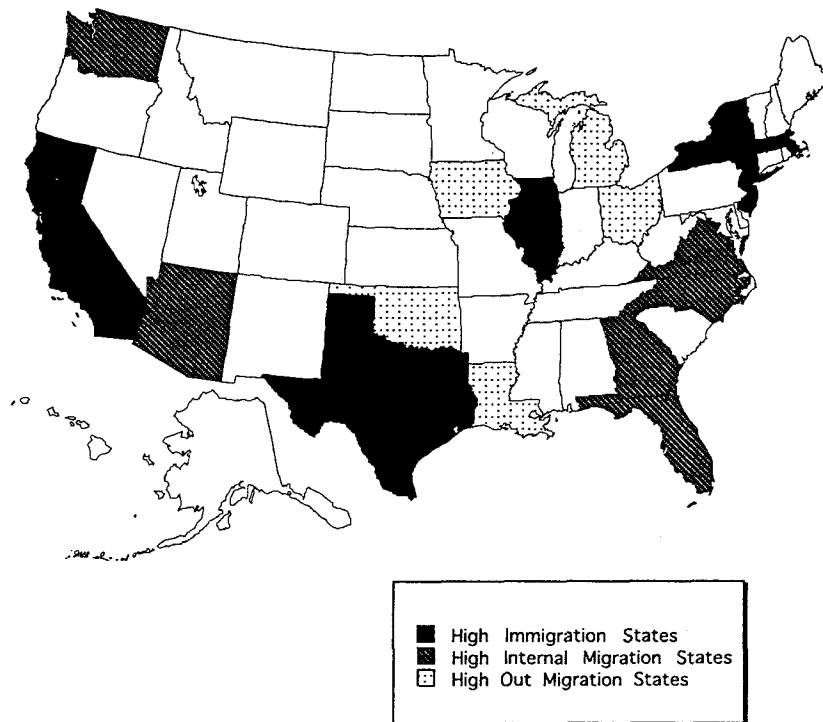 High Immigration States
High Internal Migration States
High Out Migration States